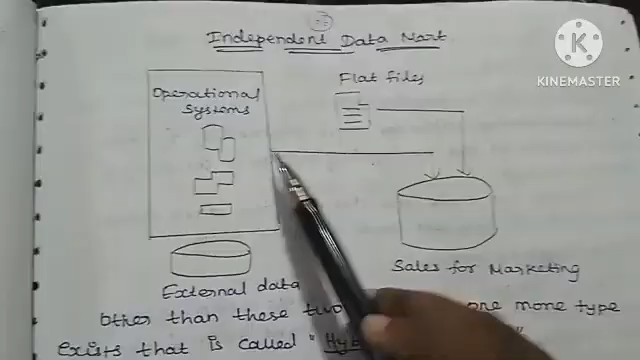 Independent Data Mart
K
KINEMASTER
Flat files
Operational
Systems
Sales for Marketing
External data
Other than these two one more type
exists that is called "